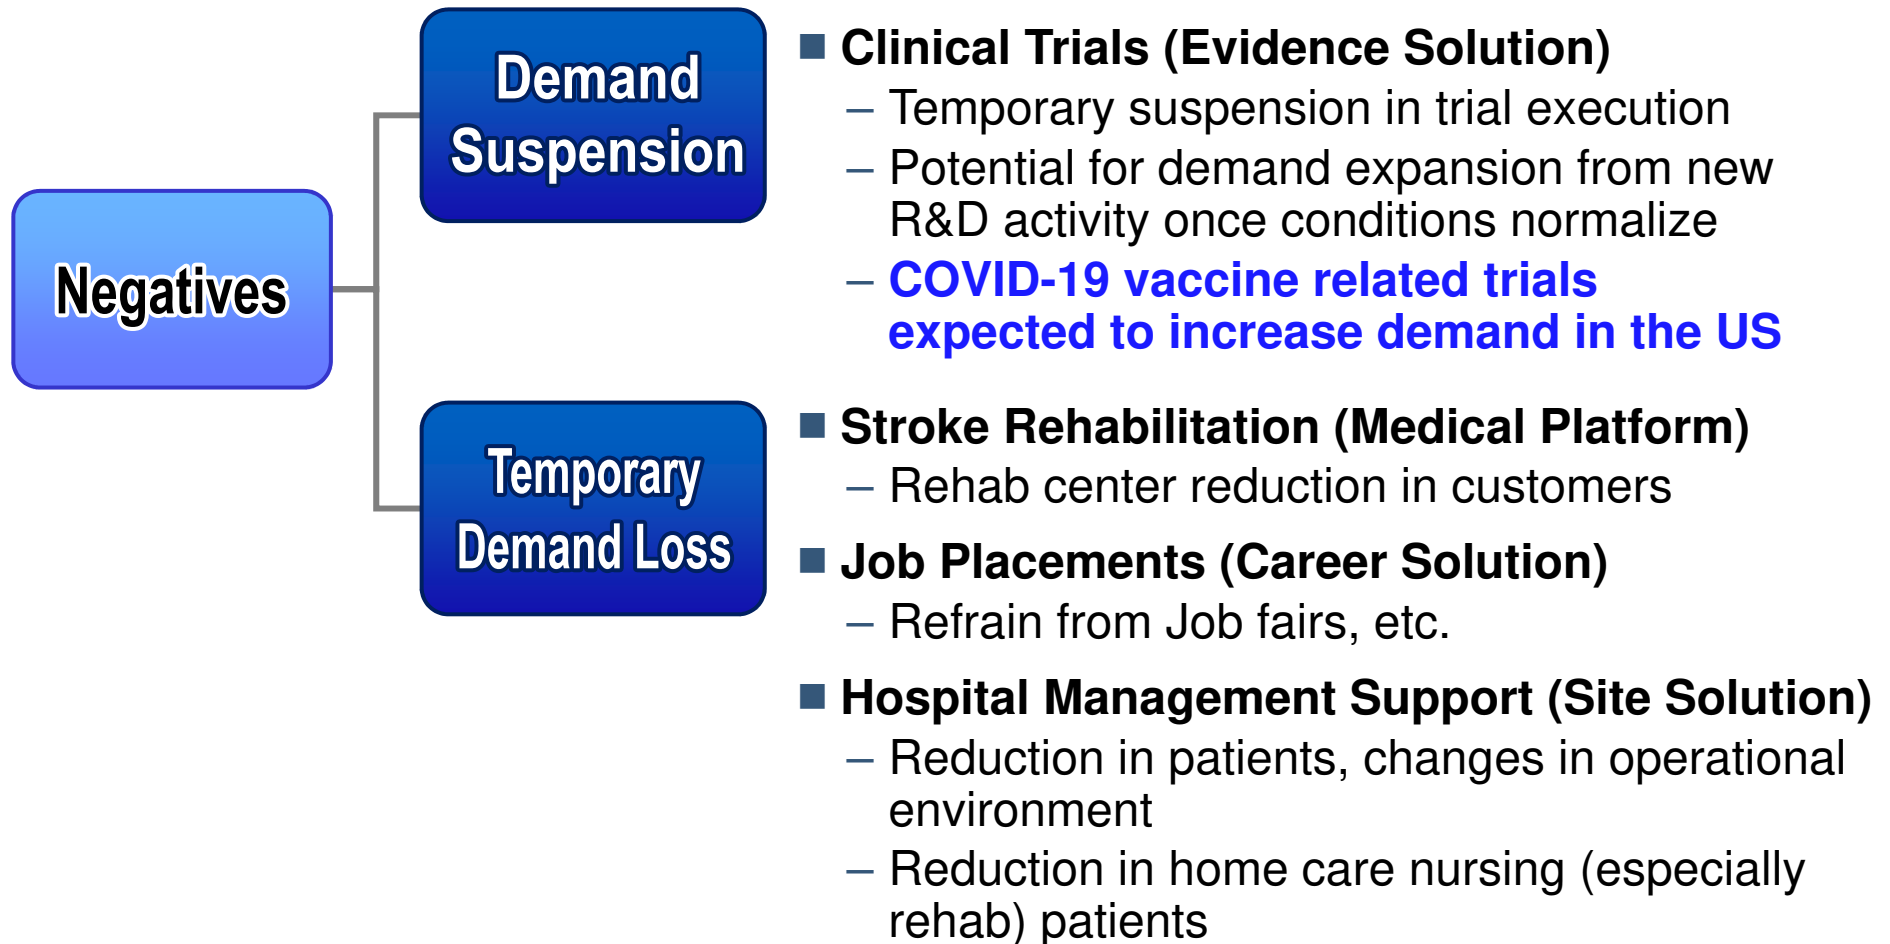 Negatives
Demand
Suspension
■ Clinical Trials (Evidence Solution)
– Temporary suspension in trial execution
– Potential for demand expansion from new
R&D activity once conditions normalize
– COVID-19 vaccine related trials
expected to increase demand in the US
Temporary
Demand Loss
■ Stroke Rehabilitation (Medical Platform)
– Rehab center reduction in customers
■ Job Placements (Career Solution)
– Refrain from Job fairs, etc.
■ Hospital Management Support (Site Solution)
– Reduction in patients, changes in operational
environment
– Reduction in home care nursing (especially
rehab) patients